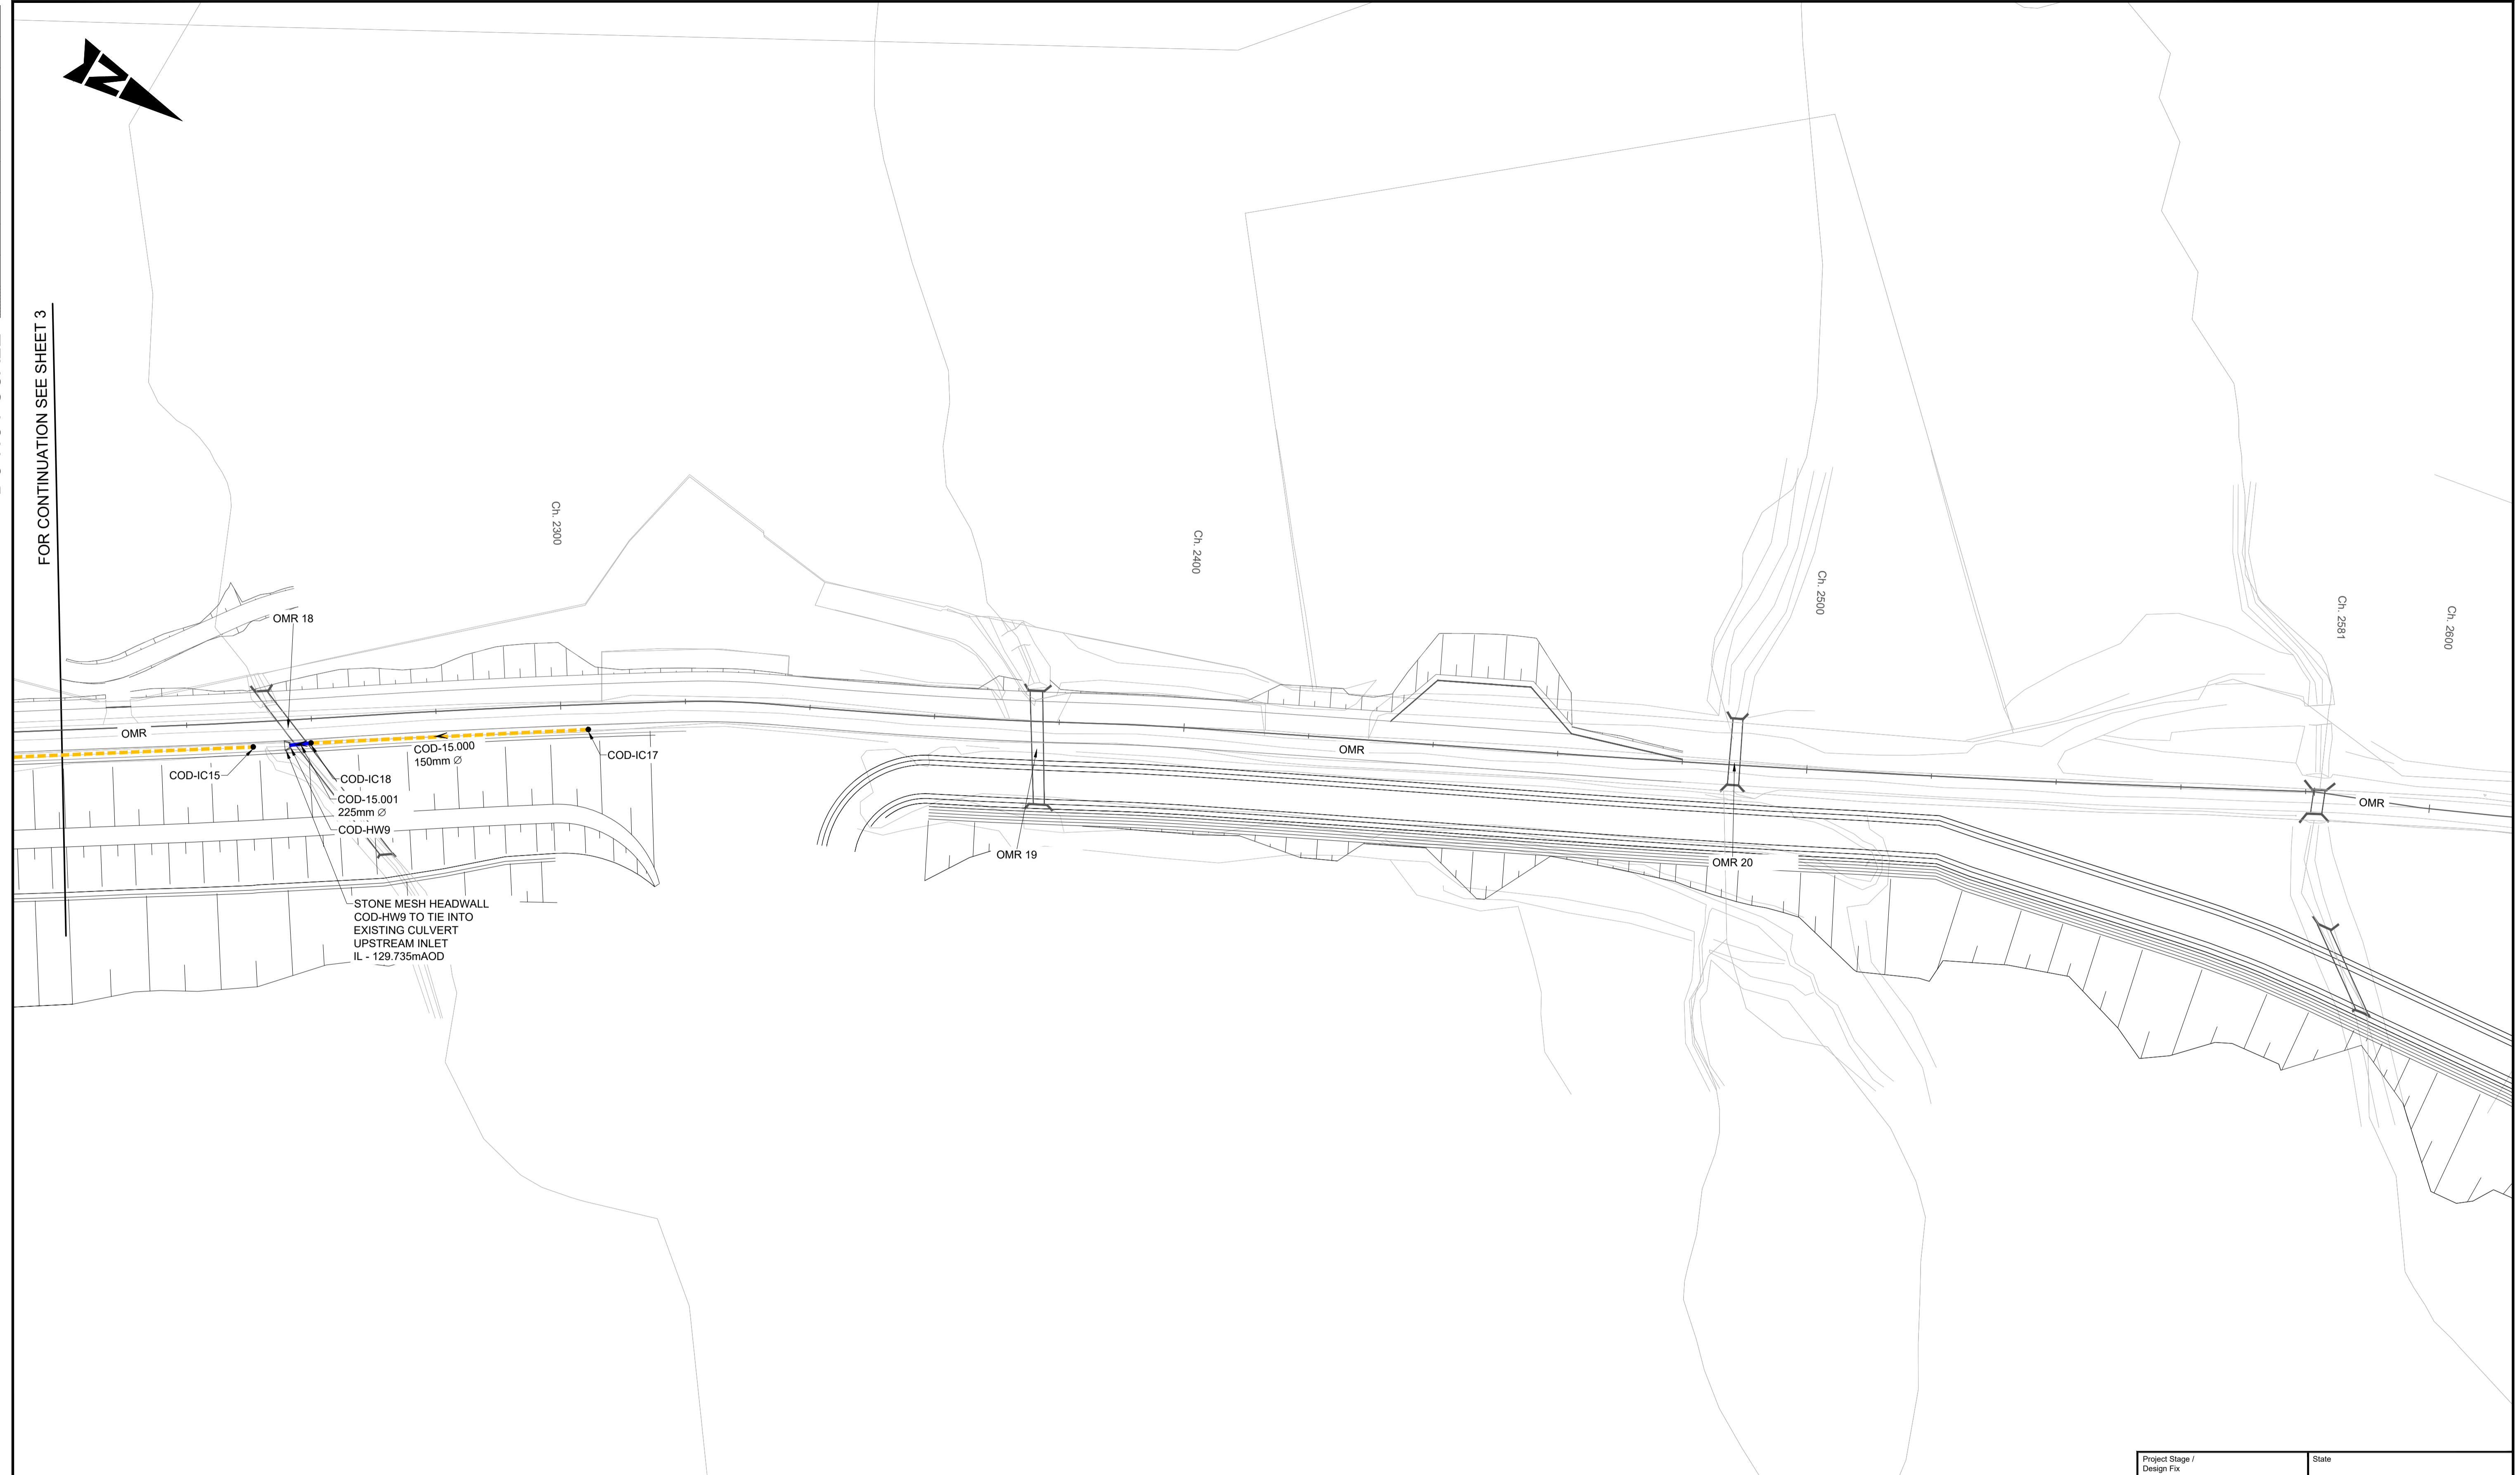 N
FOR CONTINUATION SEE SHEET 3
Ch. 2300
Ch. 2400
Ch. 2500
Ch. 2581
Ch. 2600
OMR 18
OMR
COD-15.000
150mm Ø
COD-IC17
COD-IC15
COD-IC18
COD-15.001
225mm Ø
COD-HW9
OMR
OMR
OMR 19
OMR 20
STONE MESH HEADWALL
COD-HW9 TO TIE INTO
EXISTING CULVERT
UPSTREAM INLET
IL - 129.735mAOD
Project Stage /
Design Fix
State